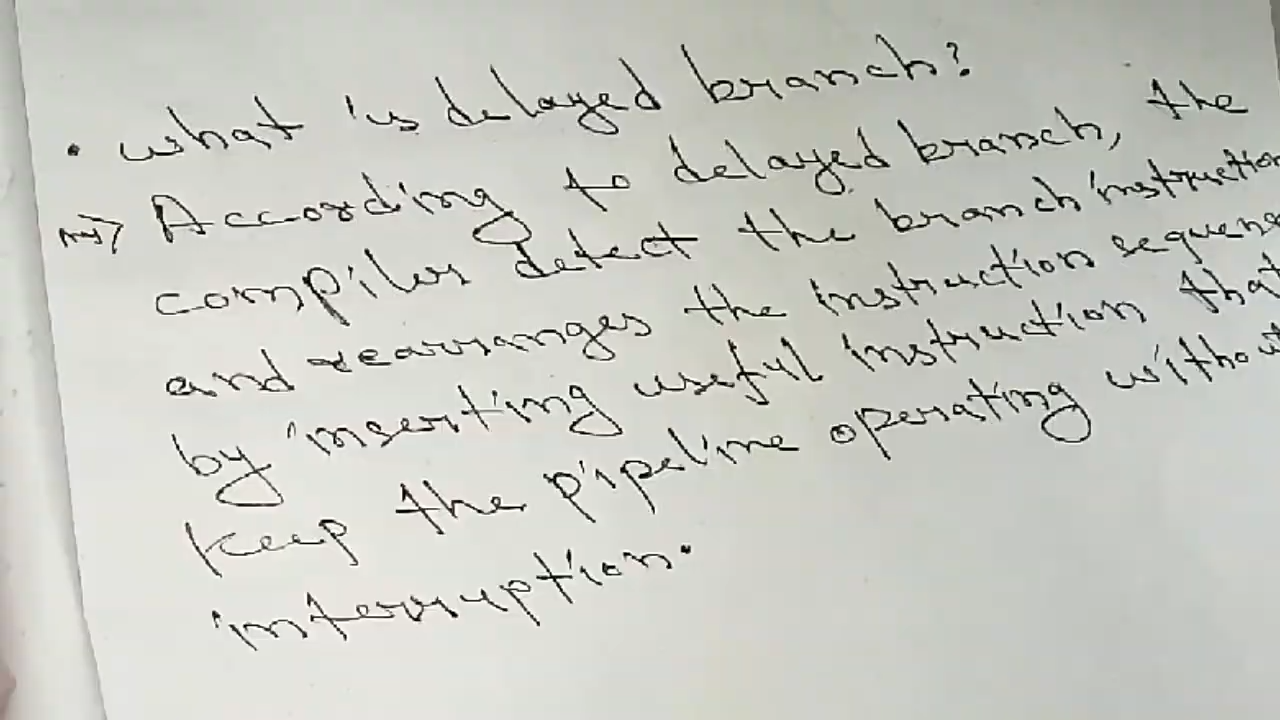 • What is delayed branch?
→ According to delayed branch, the
compiler detect the branch instruction
and rearranges the instruction sequenc
by inserting useful instruction that
keep the pipeline operating without
interruption.